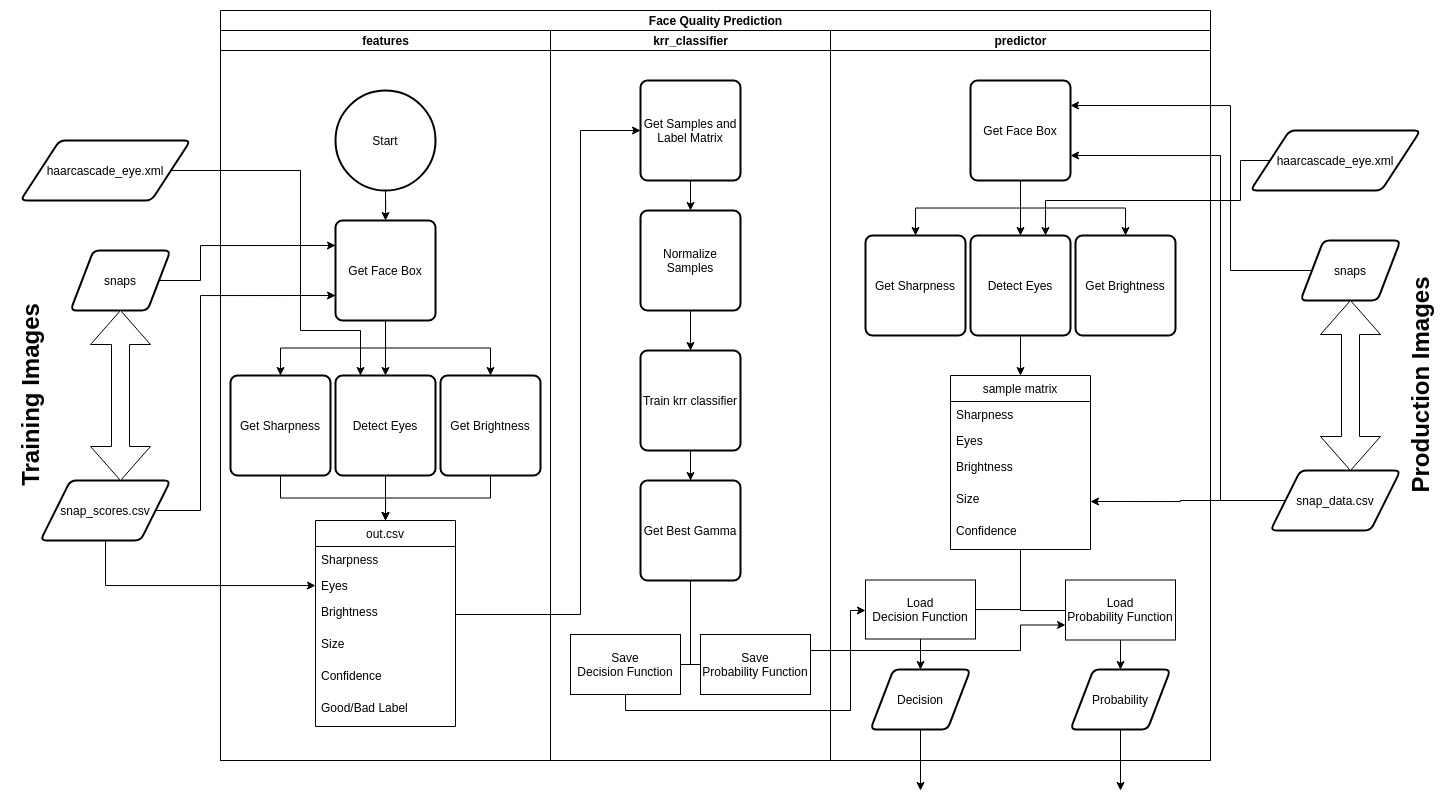 Face Quality Prediction
features
krr_classifier
predictor
Training Images
haarcascade_eye.xml
snaps
snap_scores.csv
Start
Get Face Box
Get Sharpness
Detect Eyes
Get Brightness
out.csv
Sharpness
Eyes
Brightness
Size
Confidence
Good/Bad Label
Get Samples and
Label Matrix
Normalize
Samples
Train krr classifier
Get Best Gamma
Save
Decision Function
Save
Probability Function
Get Face Box
Get Sharpness
Detect Eyes
Get Brightness
sample matrix
Sharpness
Eyes
Brightness
Size
Confidence
Load
Decision Function
Load
Probability Function
Decision
Probability
haarcascade_eye.xml
snaps
snap_data.csv
Production Images